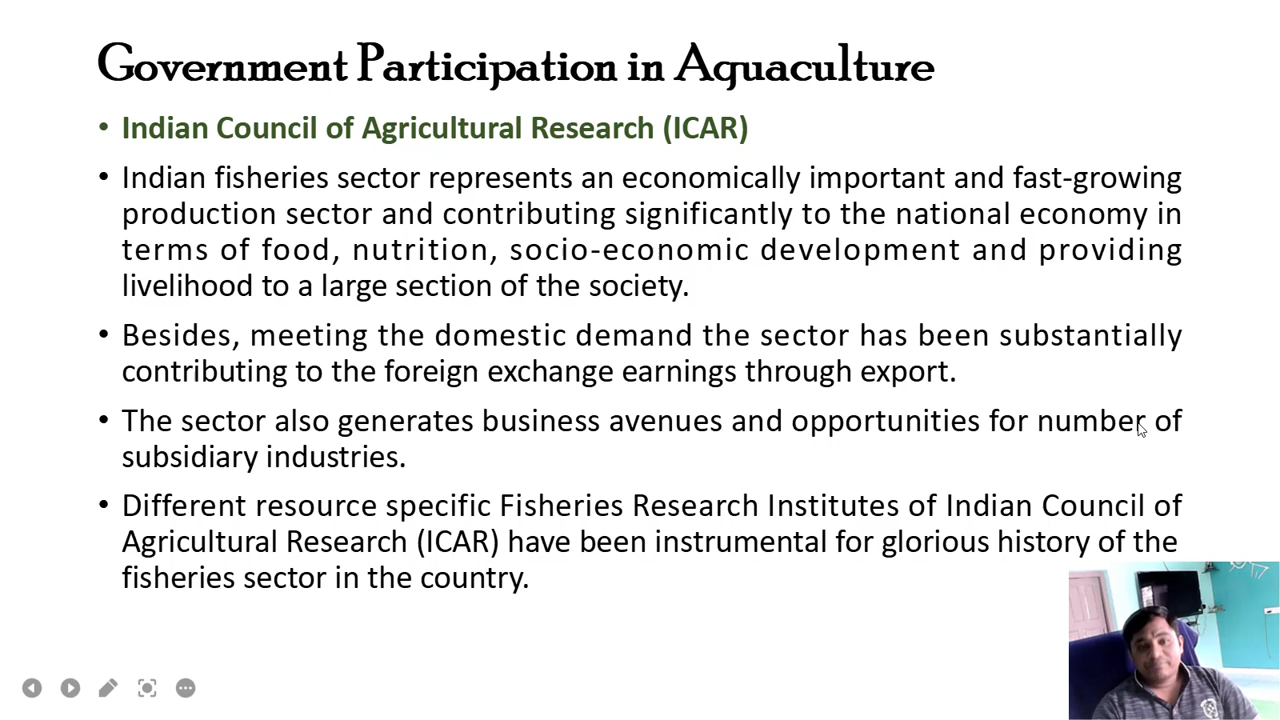 Government Participation in Aquaculture
• Indian Council of Agricultural Research (ICAR)
• Indian fisheries sector represents an economically important and fast-growing
production sector and contributing significantly to the national economy in
terms of food, nutrition, socio-economic development and providing
livelihood to a large section of the society.
• Besides, meeting the domestic demand the sector has been substantially
contributing to the foreign exchange earnings through export.
• The sector also generates business avenues and opportunities for number of
subsidiary industries.
• Different resource specific Fisheries Research Institutes of Indian Council of
Agricultural Research (ICAR) have been instrumental for glorious history of the
fisheries sector in the country.